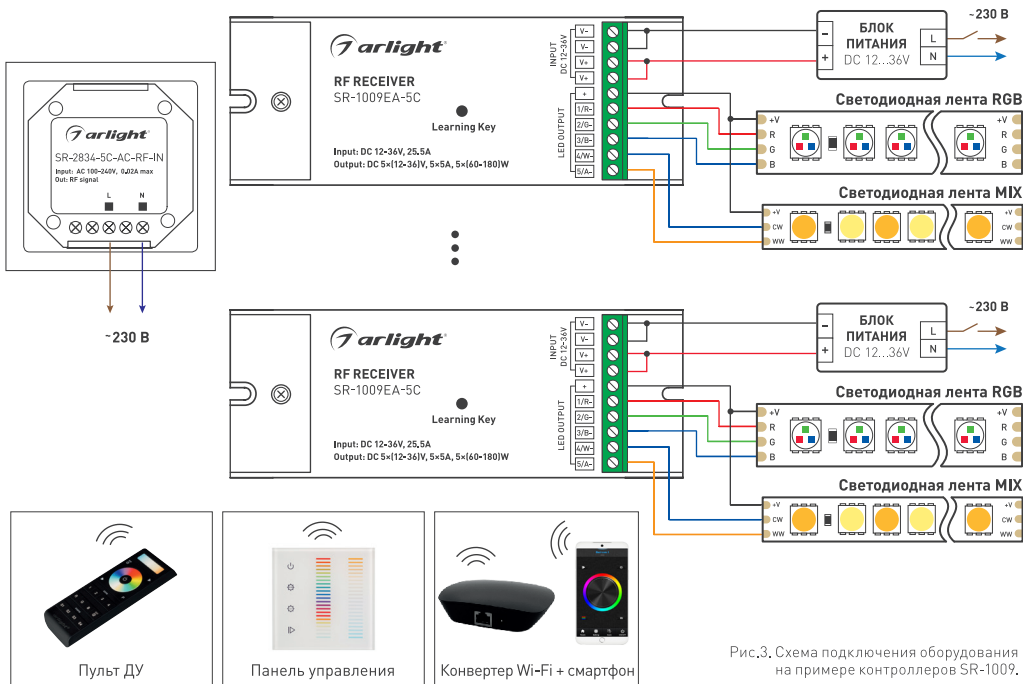 arlight
SR-2834-5C-AC-RF-IN
Input: AC 100-240V, 0,02A max
Out: RF signal
L
N
~230 В
arlight
RF RECEIVER
SR-1009EA-5C
Learning Key
Input: DC 12-36V, 25,5A
Output: DC 5×(12-36)V, 5×5A, 5×(60-180)W
INPUT
DC 12-36V
V-
V-
V+
V+
LED OUTPUT
+
1/R-
2/G-
3/B-
4/W-
5/A-
-
+
БЛОК
ПИТАНИЯ
DC 12...36V
L
N
~230 В
Светодиодная лента RGB
+V
R
G
B
+V
R
G
B
Светодиодная лента MIX
+V
CW
WW
+V
CW
WW
arlight
RF RECEIVER
SR-1009EA-5C
Learning Key
Input: DC 12-36V, 25,5A
Output: DC 5×(12-36)V, 5×5A, 5×(60-180)W
INPUT
DC 12-36V
V-
V-
V+
V+
LED OUTPUT
+
1/R-
2/G-
3/B-
4/W-
5/A-
-
+
БЛОК
ПИТАНИЯ
DC 12...36V
L
N
~230 В
Светодиодная лента RGB
+V
R
G
B
+V
R
G
B
Светодиодная лента MIX
+V
CW
WW
+V
CW
WW
Пульт ДУ
Панель управления
Конвертер Wi-Fi + смартфон
Рис.3. Схема подключения оборудования
на примере контроллеров SR-1009.